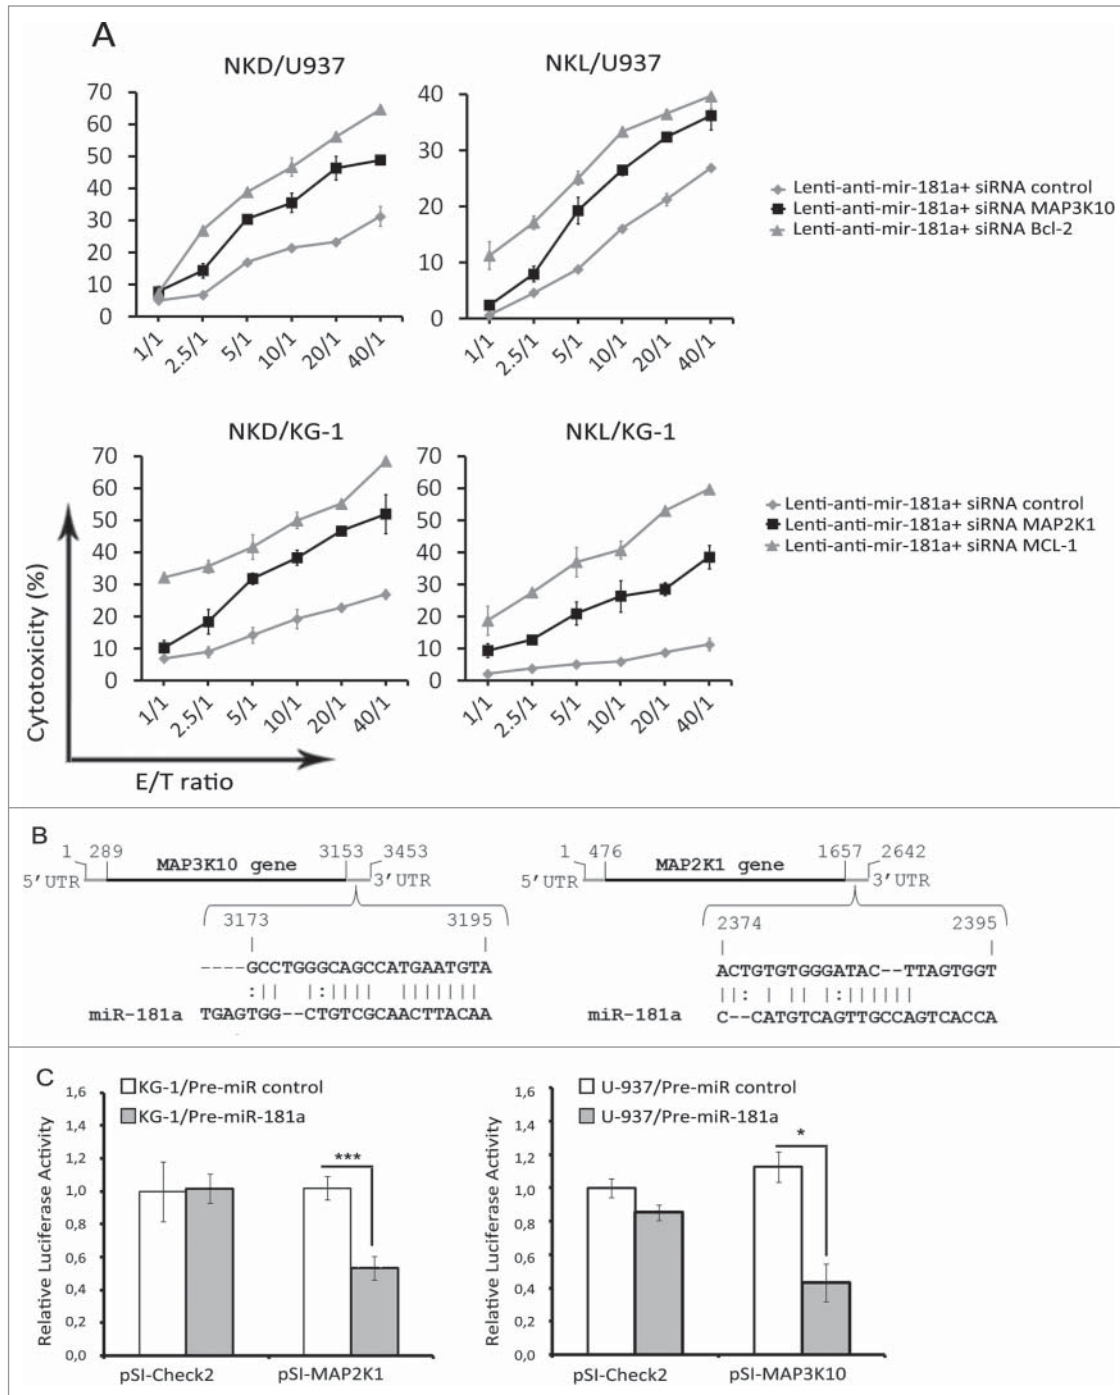 A
NKD/U937
NKL/U937
70
60
50
40
30
20
10
0
1/1 2.5/1 5/1 10/1 20/1 40/1
40
30
20
10
0
1/1 2.5/1 5/1 10/1 20/1 40/1
Lenti-anti-mir-181a+ siRNA control
Lenti-anti-mir-181a+ siRNA MAP3K10
Lenti-anti-mir-181a+ siRNA Bcl-2
NKD/KG-1
NKL/KG-1
70
60
50
40
30
20
10
0
1/1 2.5/1 5/1 10/1 20/1 40/1
70
60
50
40
30
20
10
0
1/1 2.5/1 5/1 10/1 20/1 40/1
Lenti-anti-mir-181a+ siRNA control
Lenti-anti-mir-181a+ siRNA MAP2K1
Lenti-anti-mir-181a+ siRNA MCL-1
Cytotoxicity (%)
E/T ratio
B
1 289 MAP3K10 gene 3153 3453
5'UTR 3'UTR
3173 3195
----GCCTGGGCAGCCATGAATGTA
miR-181a TGAGTGG--CTGTCGCAACTTACAA
1 476 MAP2K1 gene 1657 2642
5'UTR 3'UTR
2374 2395
ACTGTGTGGGATAC--TTAGTGGT
miR-181a C--CATGTCAGTTGCCAGTCACCA
C
KG-1/Pre-miR control
KG-1/Pre-miR-181a
Relative Luciferase Activity
1,6
1,4
1,2
1,0
0,8
0,6
0,4
0,2
0,0
***
pSI-Check2 pSI-MAP2K1
U-937/Pre-miR control
U-937/Pre-miR-181a
Relative Luciferase Activity
1,6
1,4
1,2
1,0
0,8
0,6
0,4
0,2
0,0
*
pSI-Check2 pSI-MAP3K10